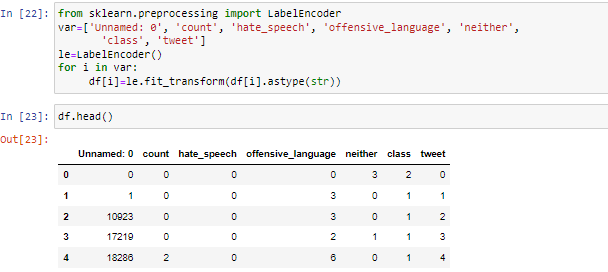 In [22]: from sklearn.preprocessing import LabelEncoder
var=['Unnamed: 0', 'count', 'hate_speech', 'offensive_language', 'neither',
'class', 'tweet']
le=LabelEncoder()
for i in var:
df[i]=le.fit_transform(df[i].astype(str))
In [23]: df.head()
Out[23]:
Unnamed: 0 count hate_speech offensive_language neither class tweet
0 0 0 0 0 3 2 0
1 1 0 0 3 0 1 1
2 10923 0 0 3 0 1 2
3 17219 0 0 2 1 1 3
4 18286 2 0 6 0 1 4